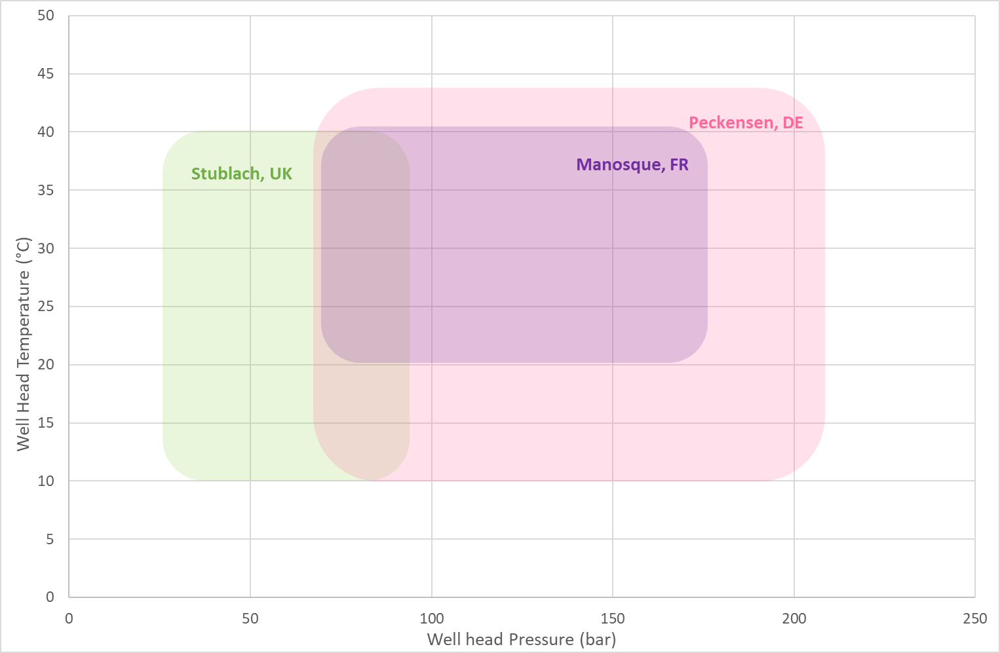 50
45
40
35
30
25
20
15
10
5
0
Well Head Temperature (°C)
Peckensen, DE
Manosque, FR
Stublach, UK
0 50 100 150 200 250
Well head Pressure (bar)